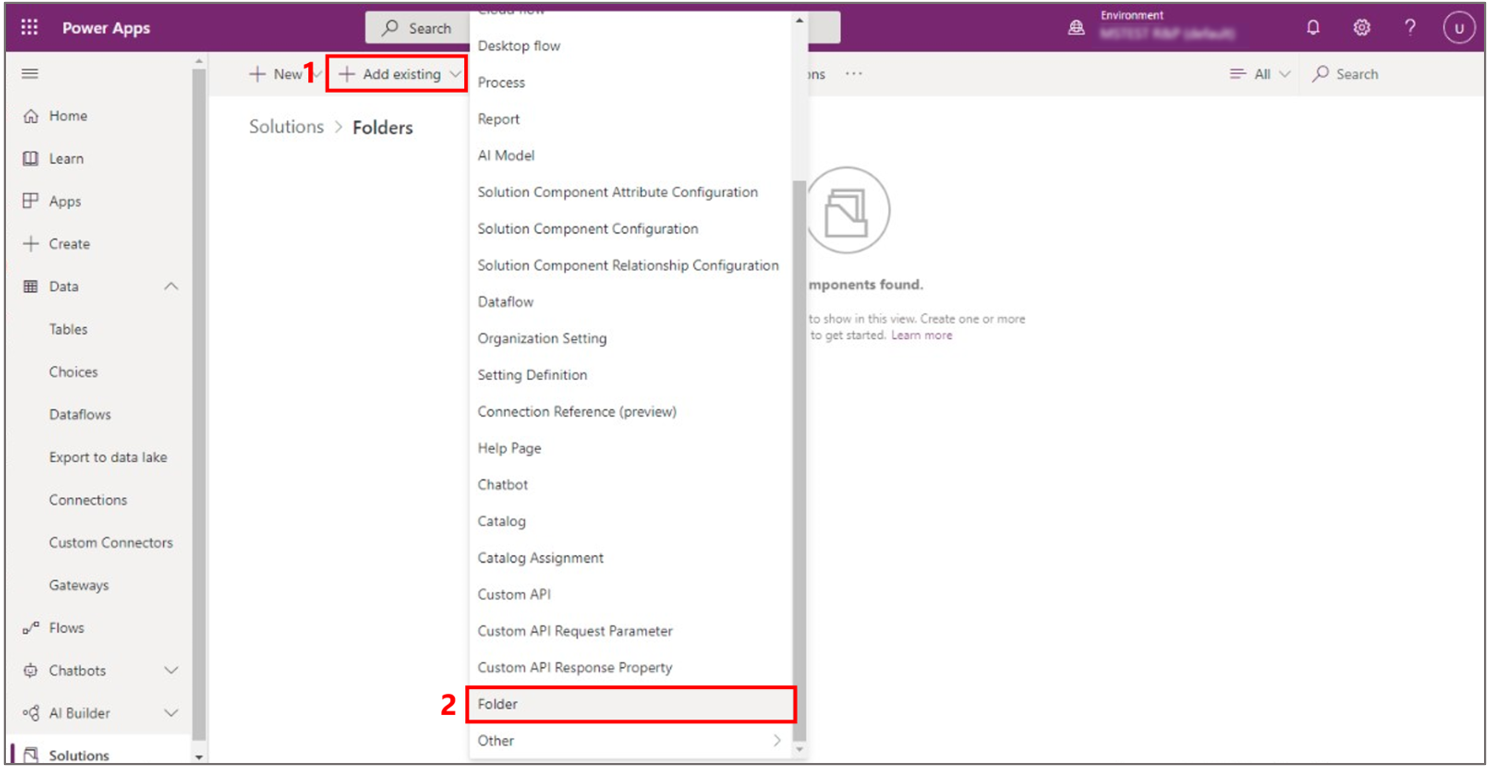 Power Apps
Search
Environment
?
U
New
1
Add existing
ons
...
All
Search
Home
Learn
Apps
Create
Data
Tables
Choices
Dataflows
Export to data lake
Connections
Custom Connectors
Gateways
Flows
Chatbots
AI Builder
Solutions
Solutions > Folders
Desktop flow
Process
Report
AI Model
Solution Component Attribute Configuration
Solution Component Configuration
Solution Component Relationship Configuration
Dataflow
Organization Setting
Setting Definition
Connection Reference (preview)
Help Page
Chatbot
Catalog
Catalog Assignment
Custom API
Custom API Request Parameter
Custom API Response Property
2
Folder
Other
mponents found.
to show in this view. Create one or more
to get started. Learn more